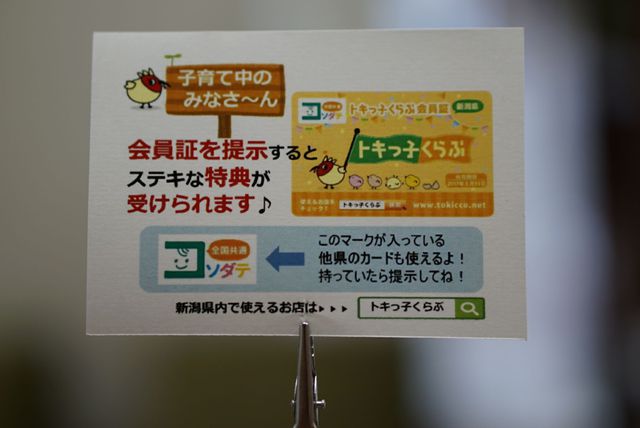 子育て中の
みなさ～ん
会員証を提示すると
ステキな特典が
受けられます♪
全国共通
コソダテ
トキっ子くらぶ会員証
新潟県
トキっ子くらぶ
トキっ子くらぶ
検索
www.tokicco.net
全国共通
コソダテ
このマークが入っている
他県のカードも使えるよ！
持っていたら提示してね！
新潟県内で使えるお店は▶▶▶
トキっ子くらぶ